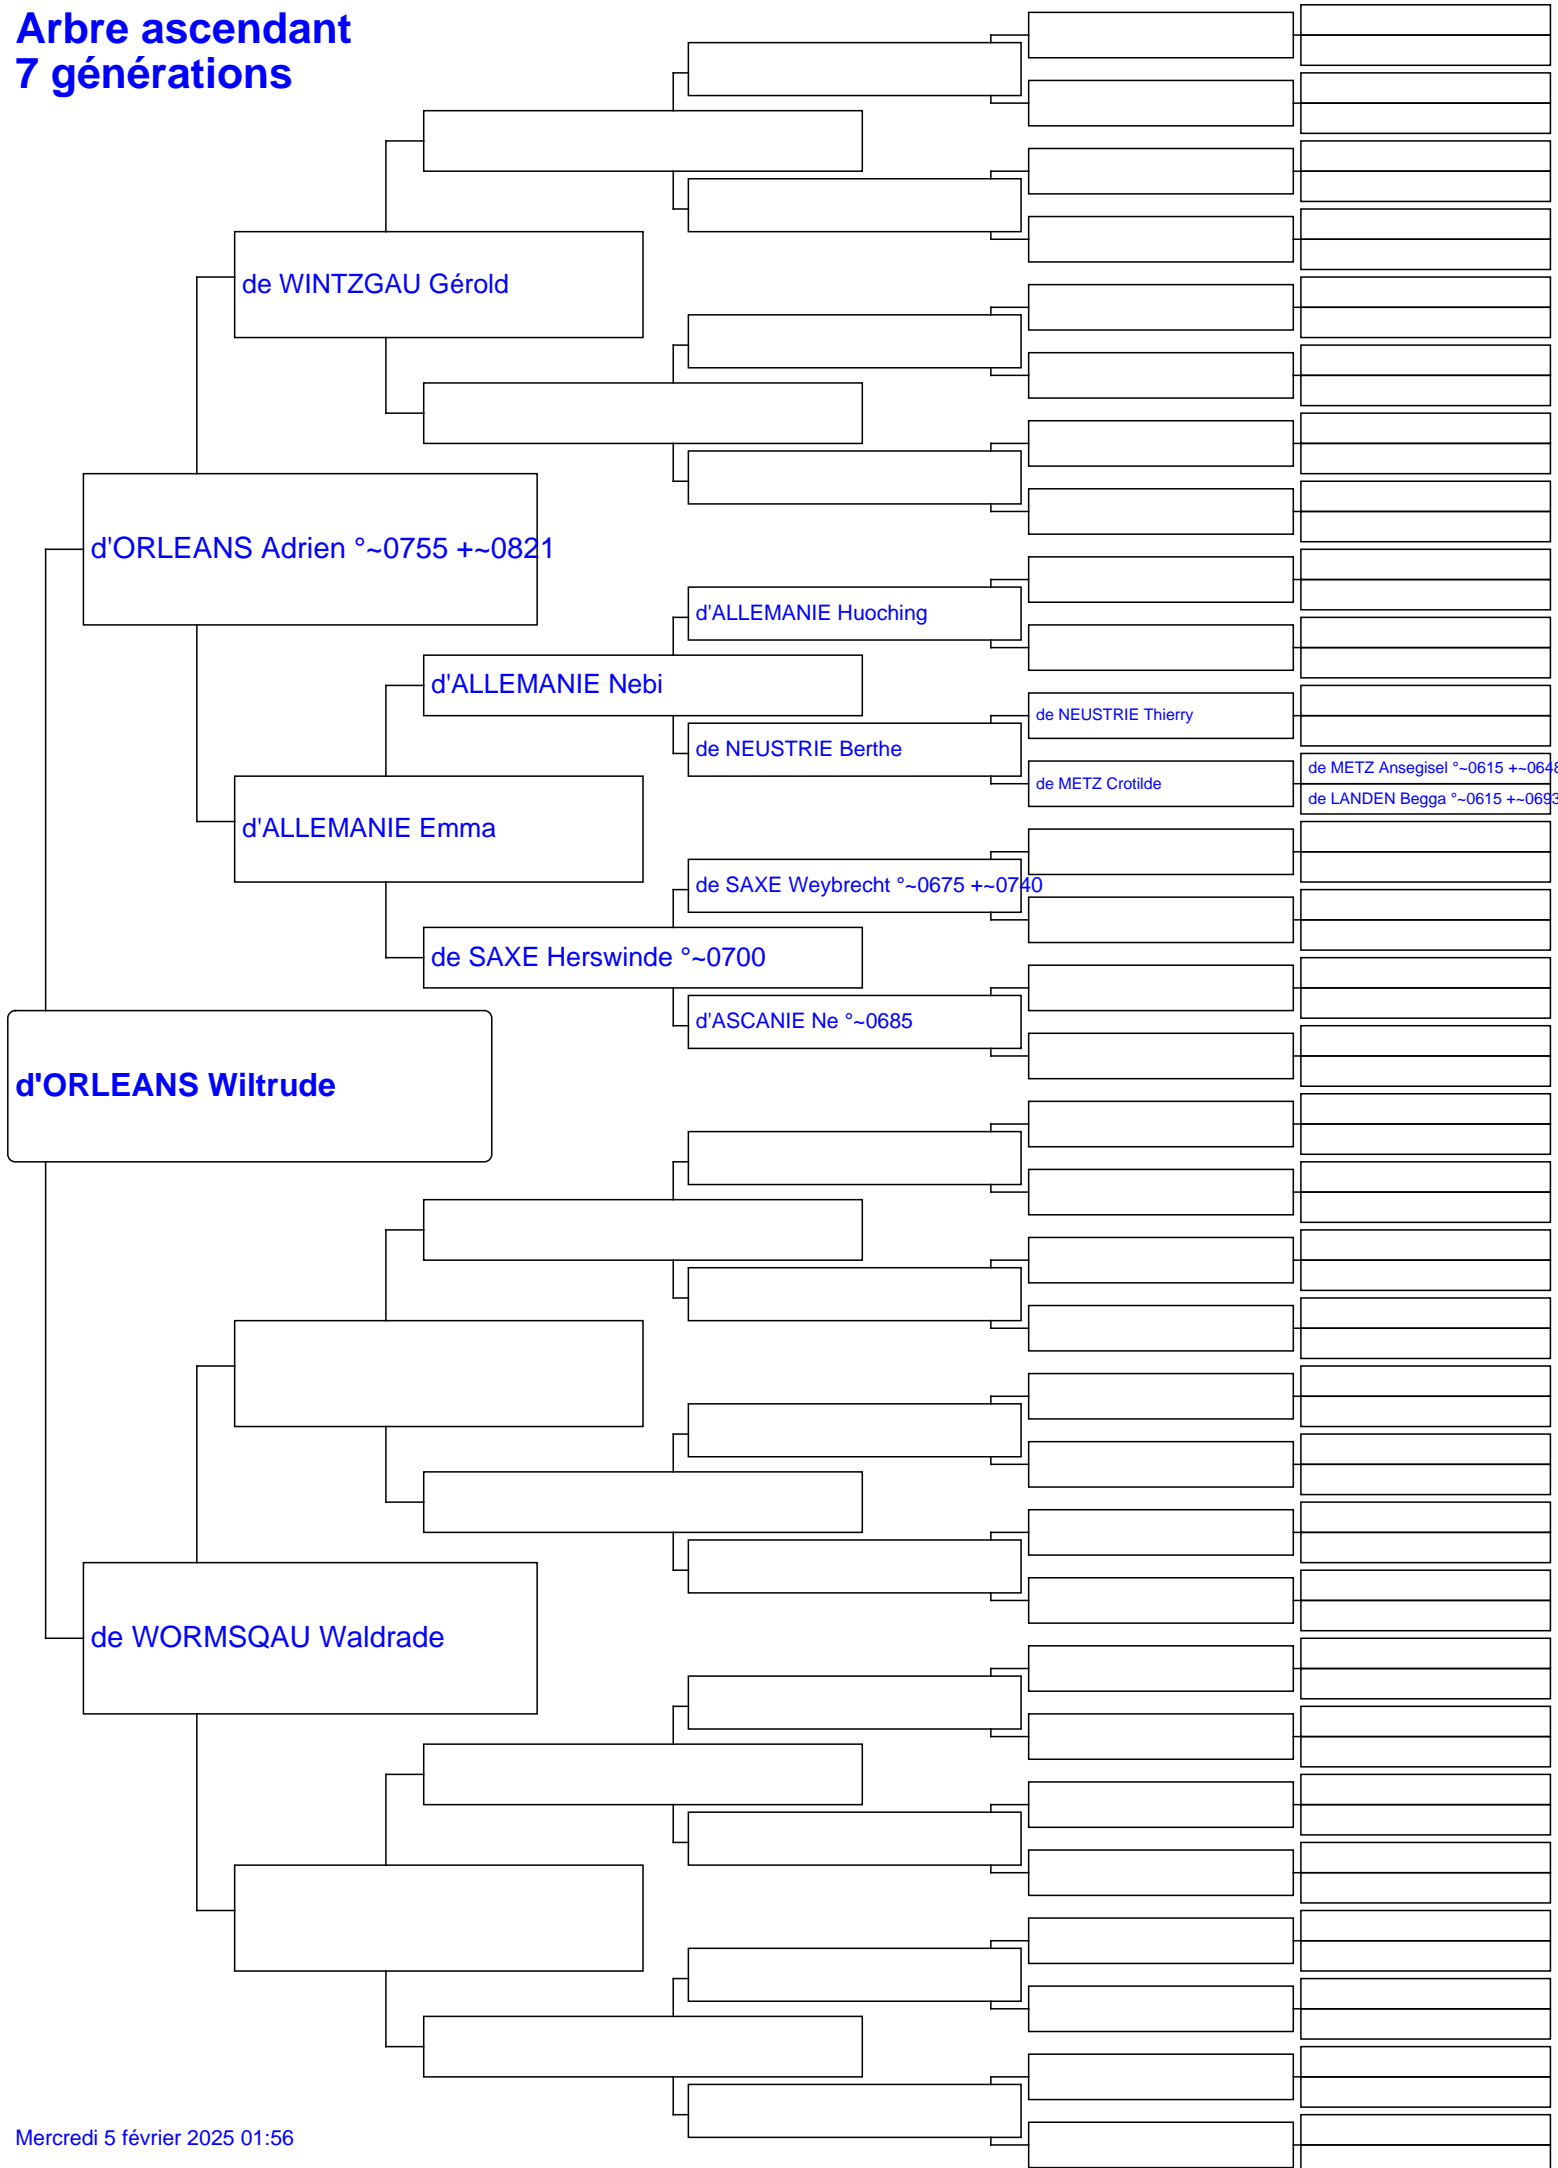 Arbre ascendant
7 générations
de WINTZGAU Gérold
d'ORLEANS Adrien °~0755 +~0821
d'ALLEMANIE Huoching
d'ALLEMANIE Nebi
de NEUSTRIE Thierry
de NEUSTRIE Berthe
de METZ Ansegisel °~0615 +~0648
de METZ Crotilde
de LANDEN Begga °~0615 +~0693
d'ALLEMANIE Emma
de SAXE Weybrecht °~0675 +~0740
de SAXE Herswinde °~0700
d'ASCANIE Ne °~0685
d'ORLEANS Wiltrude
de WORMSQAU Waldrade
Mercredi 5 février 2025 01:56